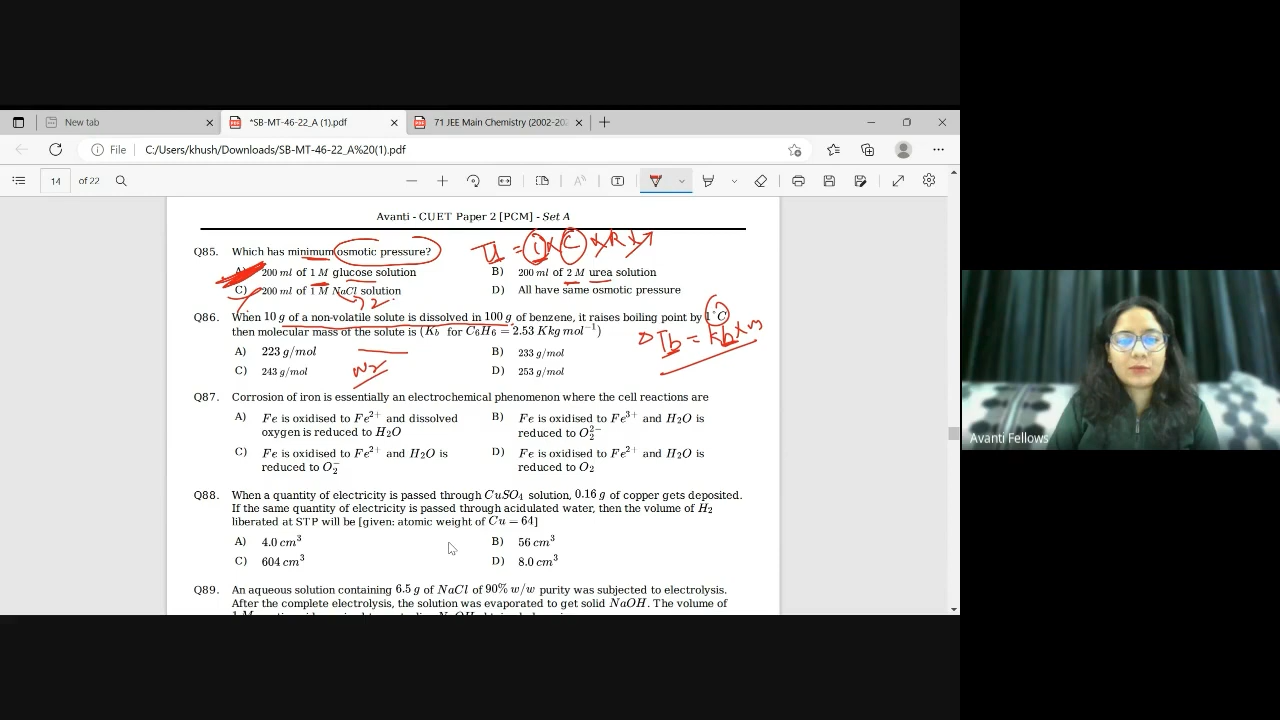 New tab
*SB-MT-46-22_A (1).pdf
71 JEE Main Chemistry (2002-202
File
C:/Users/khush/Downloads/SB-MT-46-22_A%20(1).pdf
14 of 22
Avanti - CUET Paper 2 [PCM] - Set A
Q85. Which has minimum osmotic pressure?
π = i × C × R × T
A) 200 ml of 1 M glucose solution
B) 200 ml of 2 M urea solution
C) 200 ml of 1 M NaCl solution
D) All have same osmotic pressure
2
Q86. When 10 g of a non-volatile solute is dissolved in 100 g of benzene, it raises boiling point by 1°C
then molecular mass of the solute is (Kb for C6H6 = 2.53 K kg mol−1)
ΔTb = Kb × m
A) 223 g/mol
B) 233 g/mol
C) 243 g/mol
D) 253 g/mol
Q87. Corrosion of iron is essentially an electrochemical phenomenon where the cell reactions are
A) Fe is oxidised to Fe2+ and dissolved
oxygen is reduced to H2O
B) Fe is oxidised to Fe3+ and H2O is
reduced to O2^2−
C) Fe is oxidised to Fe2+ and H2O is
reduced to O2^−
D) Fe is oxidised to Fe2+ and H2O is
reduced to O2
Q88. When a quantity of electricity is passed through CuSO4 solution, 0.16 g of copper gets deposited.
If the same quantity of electricity is passed through acidulated water, then the volume of H2
liberated at STP will be [given: atomic weight of Cu = 64]
A) 4.0 cm3
B) 56 cm3
C) 604 cm3
D) 8.0 cm3
Q89. An aqueous solution containing 6.5 g of NaCl of 90% w/w purity was subjected to electrolysis.
After the complete electrolysis, the solution was evaporated to get solid NaOH. The volume of
Avanti Fellows